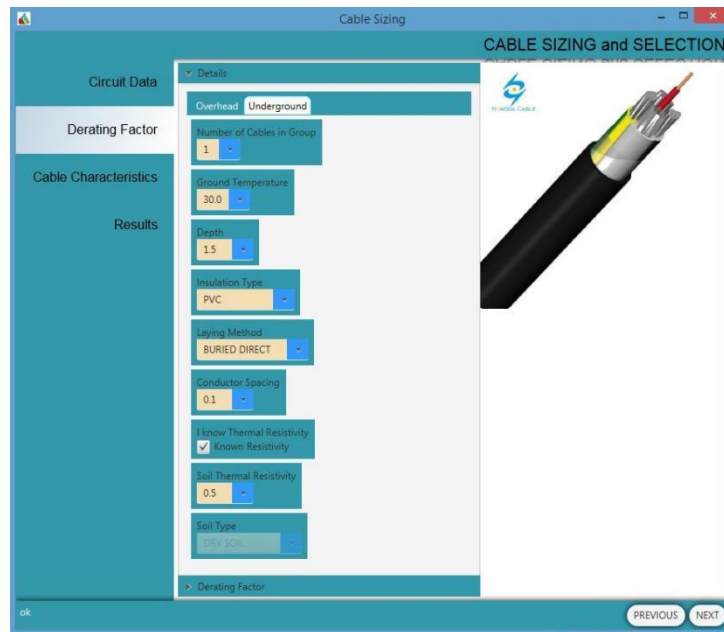 Cable Sizing
CABLE SIZING and SELECTION
Circuit Data
Derating Factor
Cable Characteristics
Results
Details
Overhead Underground
Number of Cables in Group
1
Ground Temperature
30.0
Depth
1.5
Insulation Type
PVC
Laying Method
BURIED DIRECT
Conductor Spacing
0.1
I know Thermal Resistivity
Known Resistivity
Soil Thermal Resistivity
0.5
Soil Type
DRY SOIL
Derating Factor
HONGDA CABLE
ok
PREVIOUS NEXT